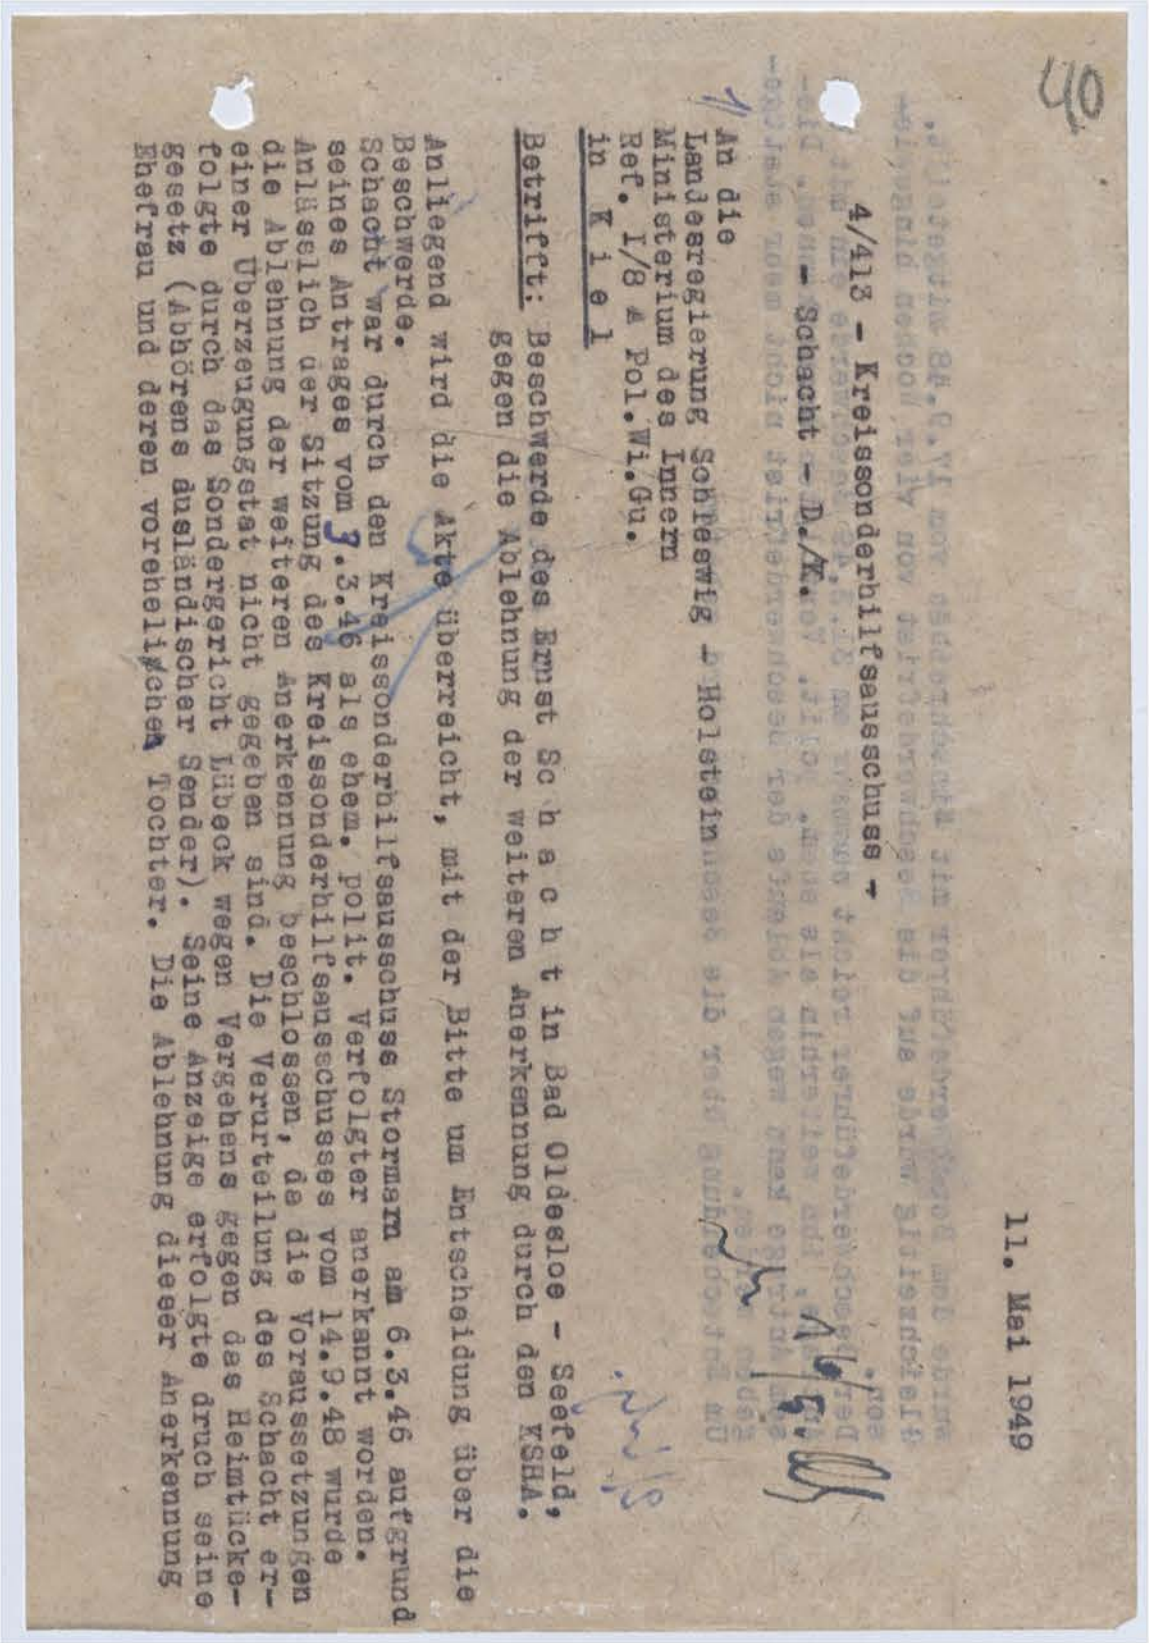 40
11. Mai 1949
4/413 - Kreissonderhilfsausschuss -
- Schacht - D./K.
16/5.
1/ An die
Landesregierung Schleswig - Holstein
Ministerium des Innern
Ref. I/8 A Pol.Wi.Gu.
in K i e l
Betrifft: Beschwerde des Ernst Sc h a c h t in Bad Oldesloe - Seefeld,
gegen die Ablehnung der weiteren Anerkennung durch den KSHA.
Anliegend wird die Akte überreicht, mit der Bitte um Entscheidung über die
Beschwerde.
Schacht war durch den Kreissonderhilfsausschuss Stormarn am 6.3.46 aufgrund
seines Antrages vom 3.3.46 als ehem. polit. Verfolgter anerkannt worden.
Anlässlich der Sitzung des Kreissonderhilfsausschusses vom 14.9.48 wurde
die Ablehnung der weiteren Anerkennung beschlossen, da die Voraussetzungen
einer Überzeugungstat nicht gegeben sind. Die Verurteilung des Schacht er-
folgte durch das Sondergericht Lübeck wegen Vergehens gegen das Heimtücke-
gesetz (Abhörens ausländischer Sender). Seine Anzeige erfolgte druch seine
Ehefrau und deren vorehelichen Tochter. Die Ablehnung dieser Anerkennung